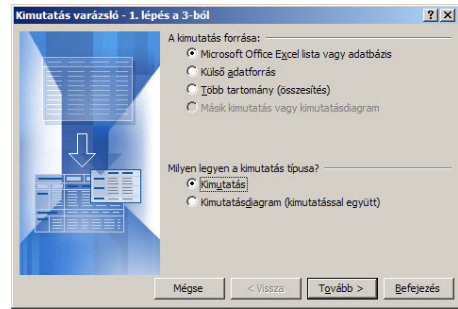 Kimutatás varázsló - 1. lépés a 3-ból
A kimutatás forrása:
Microsoft Office Excel lista vagy adatbázis
Külső adatforrás
Több tartomány (összesítés)
Másik kimutatás vagy kimutatásdiagram
Milyen legyen a kimutatás típusa?
Kimutatás
Kimutatásdiagram (kimutatással együtt)
Mégse < Vissza Tovább > Befejezés